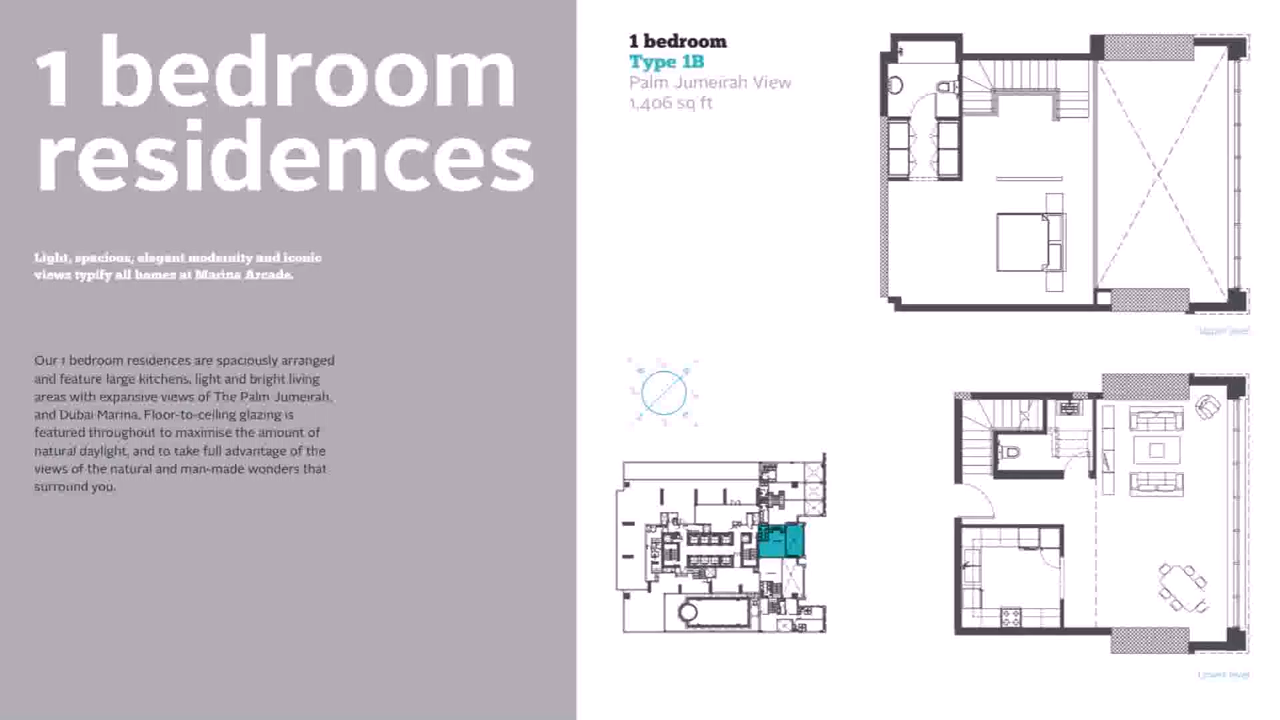 1 bedroom
residences
Light, spacious, elegant modernity and iconic
views typify all homes at Marina Arcade.
Our 1 bedroom residences are spaciously arranged
and feature large kitchens, light and bright living
areas with expansive views of The Palm Jumeirah,
and Dubai Marina. Floor-to-ceiling glazing is
featured throughout to maximise the amount of
natural daylight, and to take full advantage of the
views of the natural and man-made wonders that
surround you.
1 bedroom
Type 1B
Palm Jumeirah View
1,406 sq ft
Upper level
Lower level